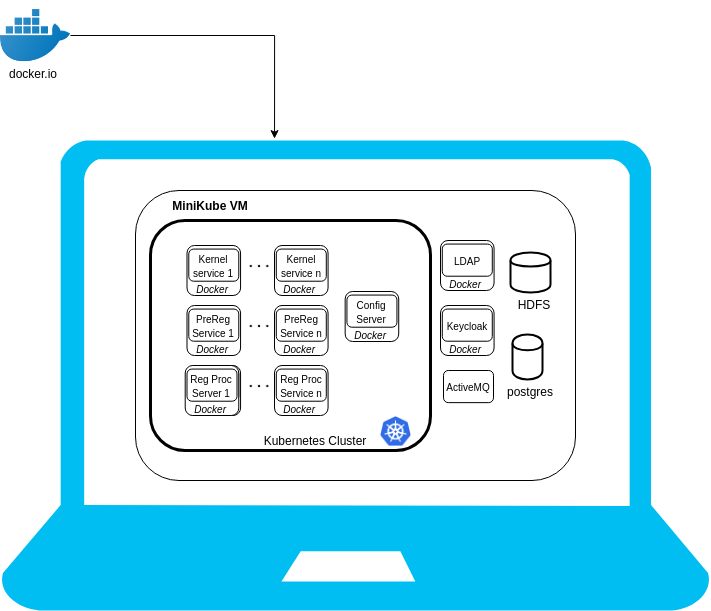 docker.io
MiniKube VM
Kernel
service 1
Docker
. . .
Kernel
service n
Docker
PreReg
Service 1
Docker
. . .
PreReg
Service n
Docker
Config
Server
Docker
Reg Proc
Server 1
Docker
. . .
Reg Proc
Service n
Docker
Kubernetes Cluster
LDAP
Docker
Keycloak
Docker
ActiveMQ
HDFS
postgres